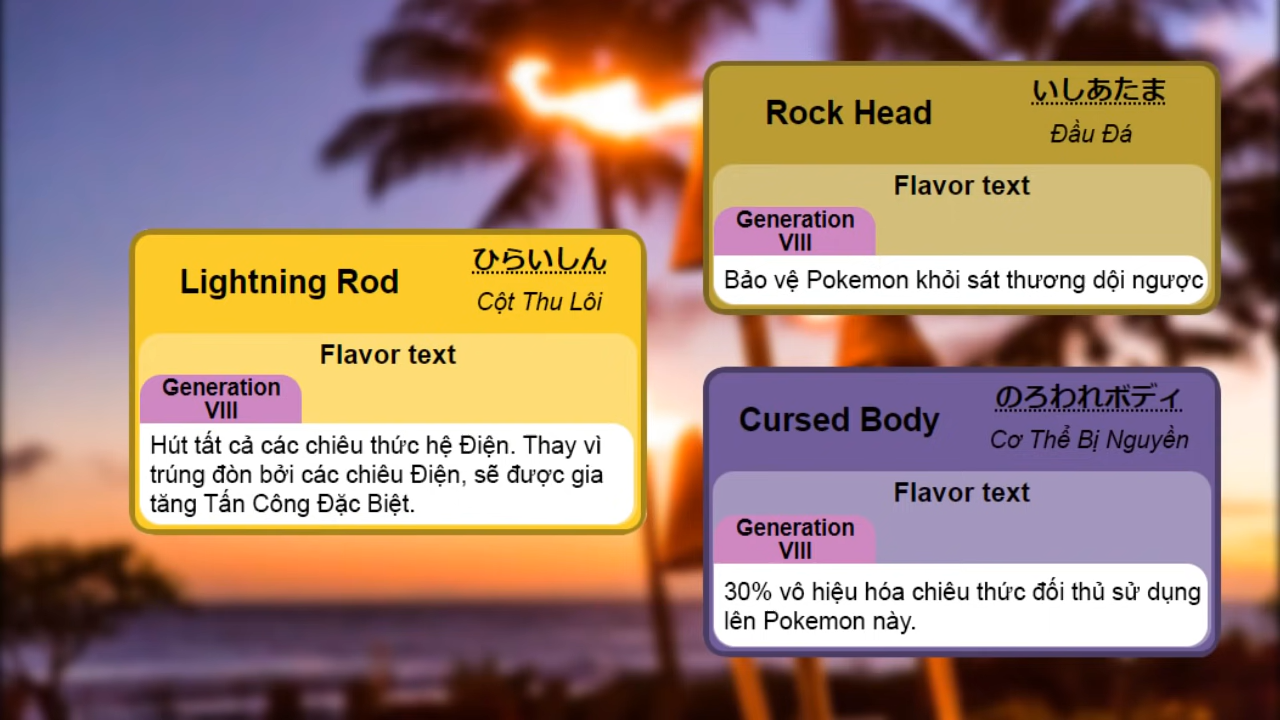 Lightning Rod
ひらいしん
Cột Thu Lôi
Flavor text
Generation
VIII
Hút tất cả các chiêu thức hệ Điện. Thay vì
trúng đòn bởi các chiêu Điện, sẽ được gia
tăng Tấn Công Đặc Biệt.
Rock Head
いしあたま
Đầu Đá
Flavor text
Generation
VIII
Bảo vệ Pokemon khỏi sát thương dội ngược
Cursed Body
のろわれボディ
Cơ Thể Bị Nguyền
Flavor text
Generation
VIII
30% vô hiệu hóa chiêu thức đối thủ sử dụng
lên Pokemon này.